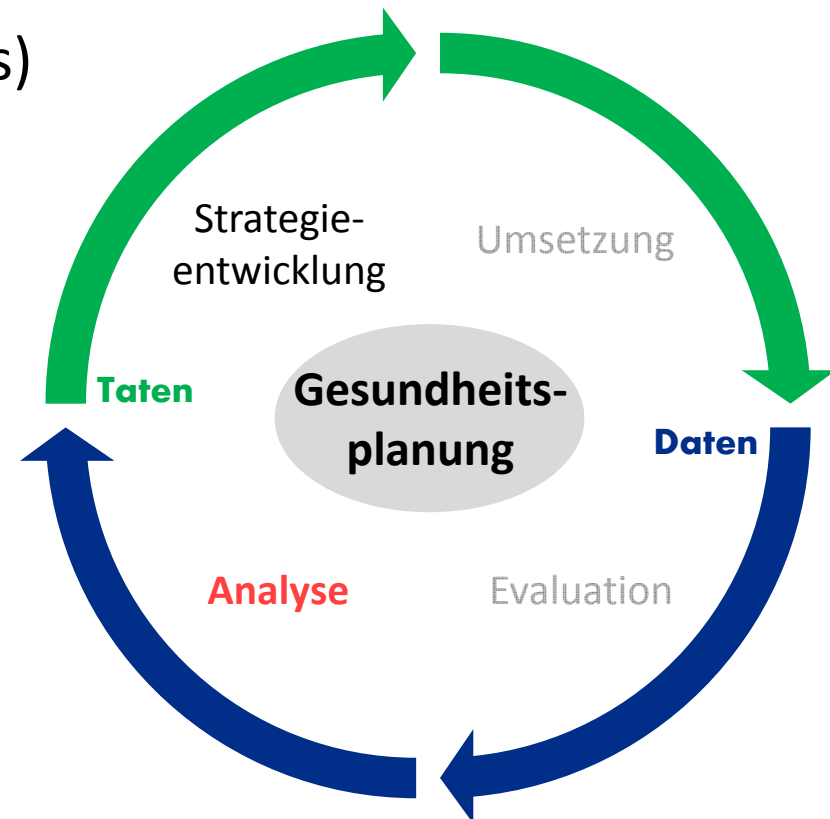 s)
Strategie-
entwicklung
Umsetzung
Taten
Gesundheits-
planung
Daten
Analyse
Evaluation